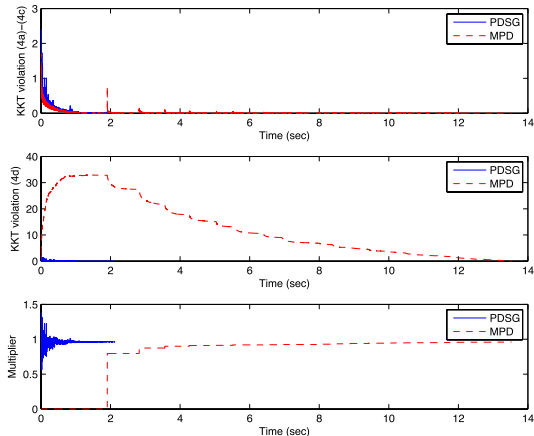 3
2
1
0
KKT violation (4a)−(4c)
0 2 4 6 8 10 12 14
Time (sec)
PDSG
MPD
40
30
20
10
0
KKT violation (4d)
0 2 4 6 8 10 12 14
Time (sec)
PDSG
MPD
1.5
1
0.5
0
Multiplier
0 2 4 6 8 10 12 14
Time (sec)
PDSG
MPD